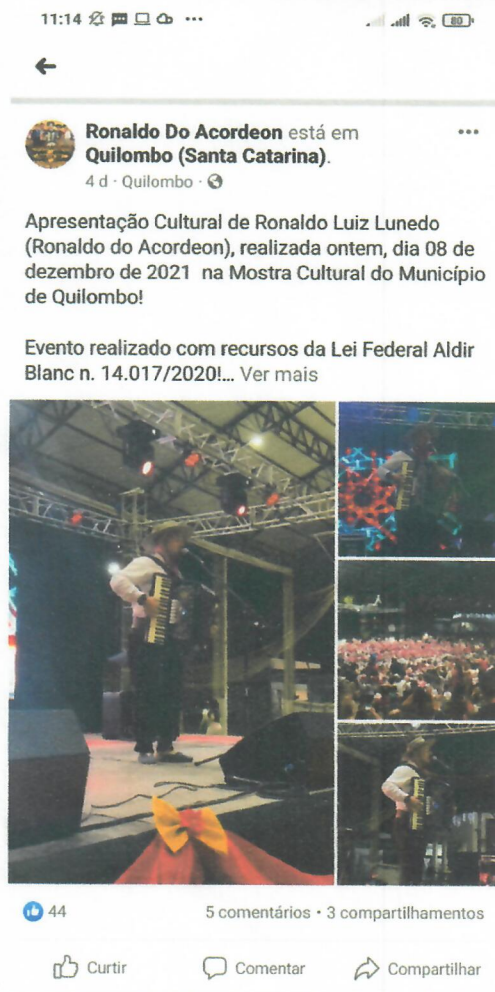 11:14
80
Ronaldo Do Acordeon está em
Quilombo (Santa Catarina).
4 d · Quilombo ·
Apresentação Cultural de Ronaldo Luiz Lunedo
(Ronaldo do Acordeon), realizada ontem, dia 08 de
dezembro de 2021 na Mostra Cultural do Município
de Quilombo!
Evento realizado com recursos da Lei Federal Aldir
Blanc n. 14.017/2020!... Ver mais
44
5 comentários • 3 compartilhamentos
Curtir
Comentar
Compartilhar